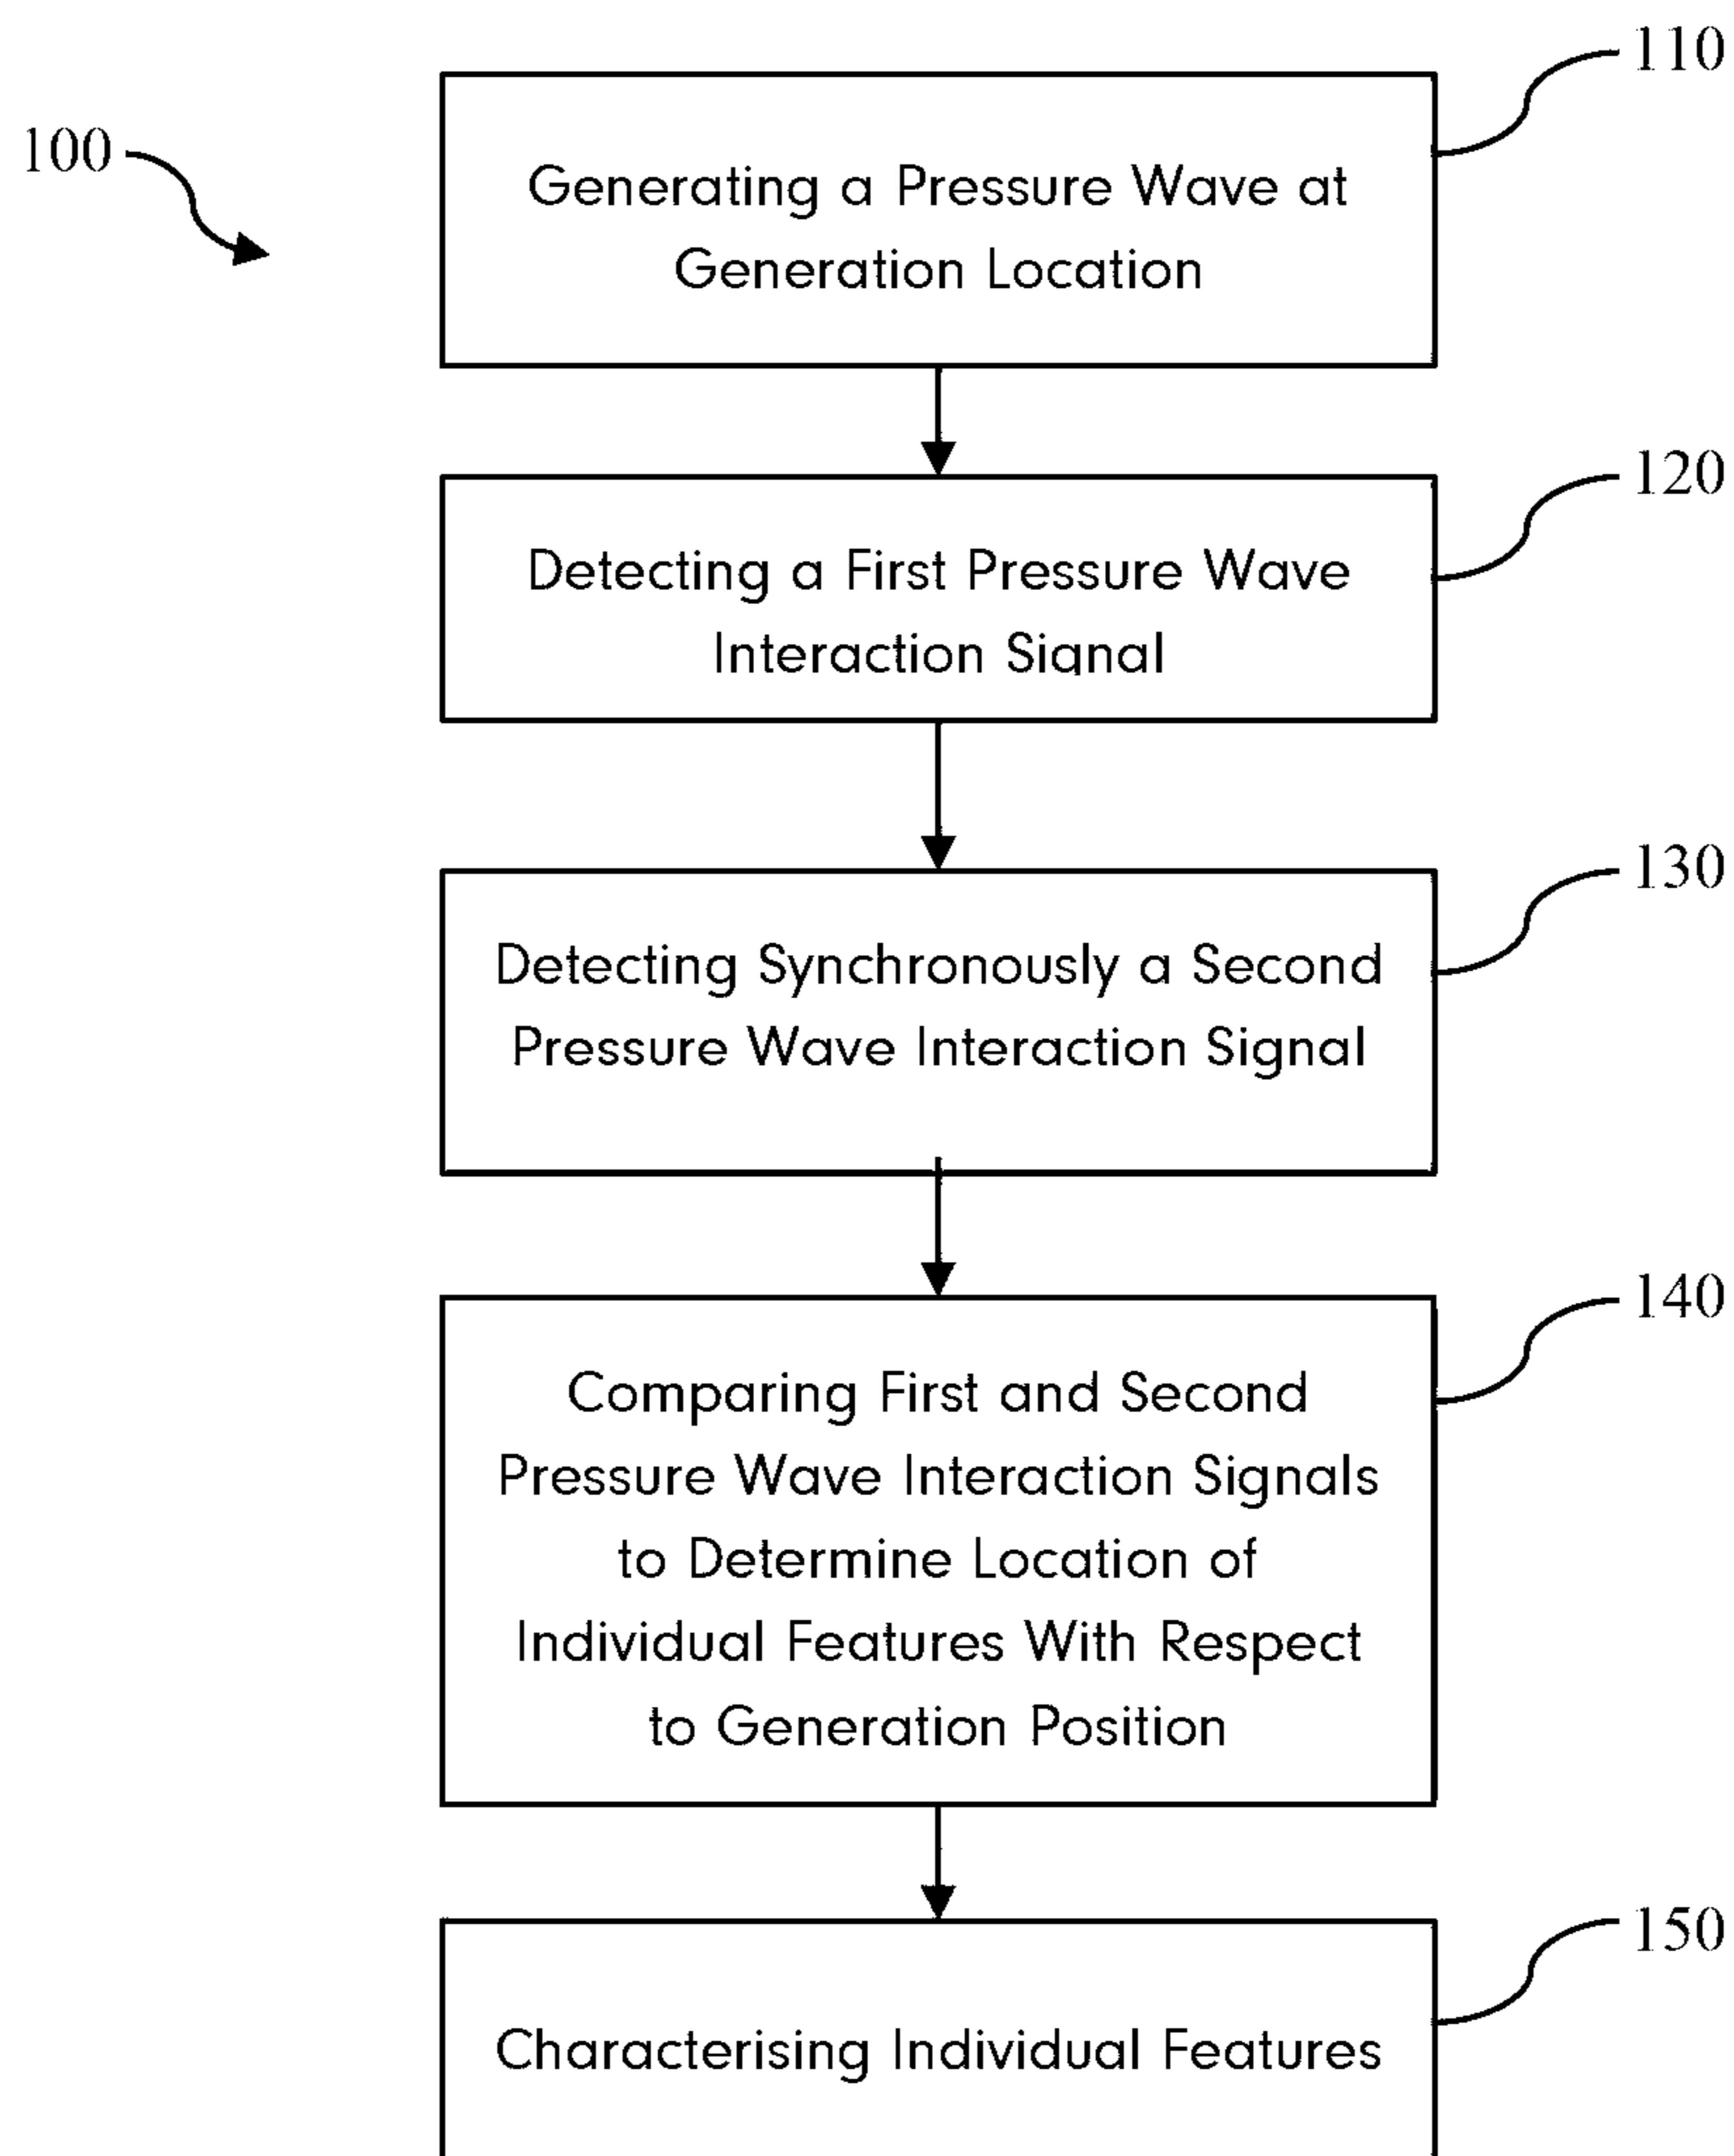 110
100
Generating a Pressure Wave at
Generation Location
120
Detecting a First Pressure Wave
Interaction Signal
130
Detecting Synchronously a Second
Pressure Wave Interaction Signal
140
Comparing First and Second
Pressure Wave Interaction Signals
to Determine Location of
Individual Features With Respect
to Generation Position
150
Characterising Individual Features